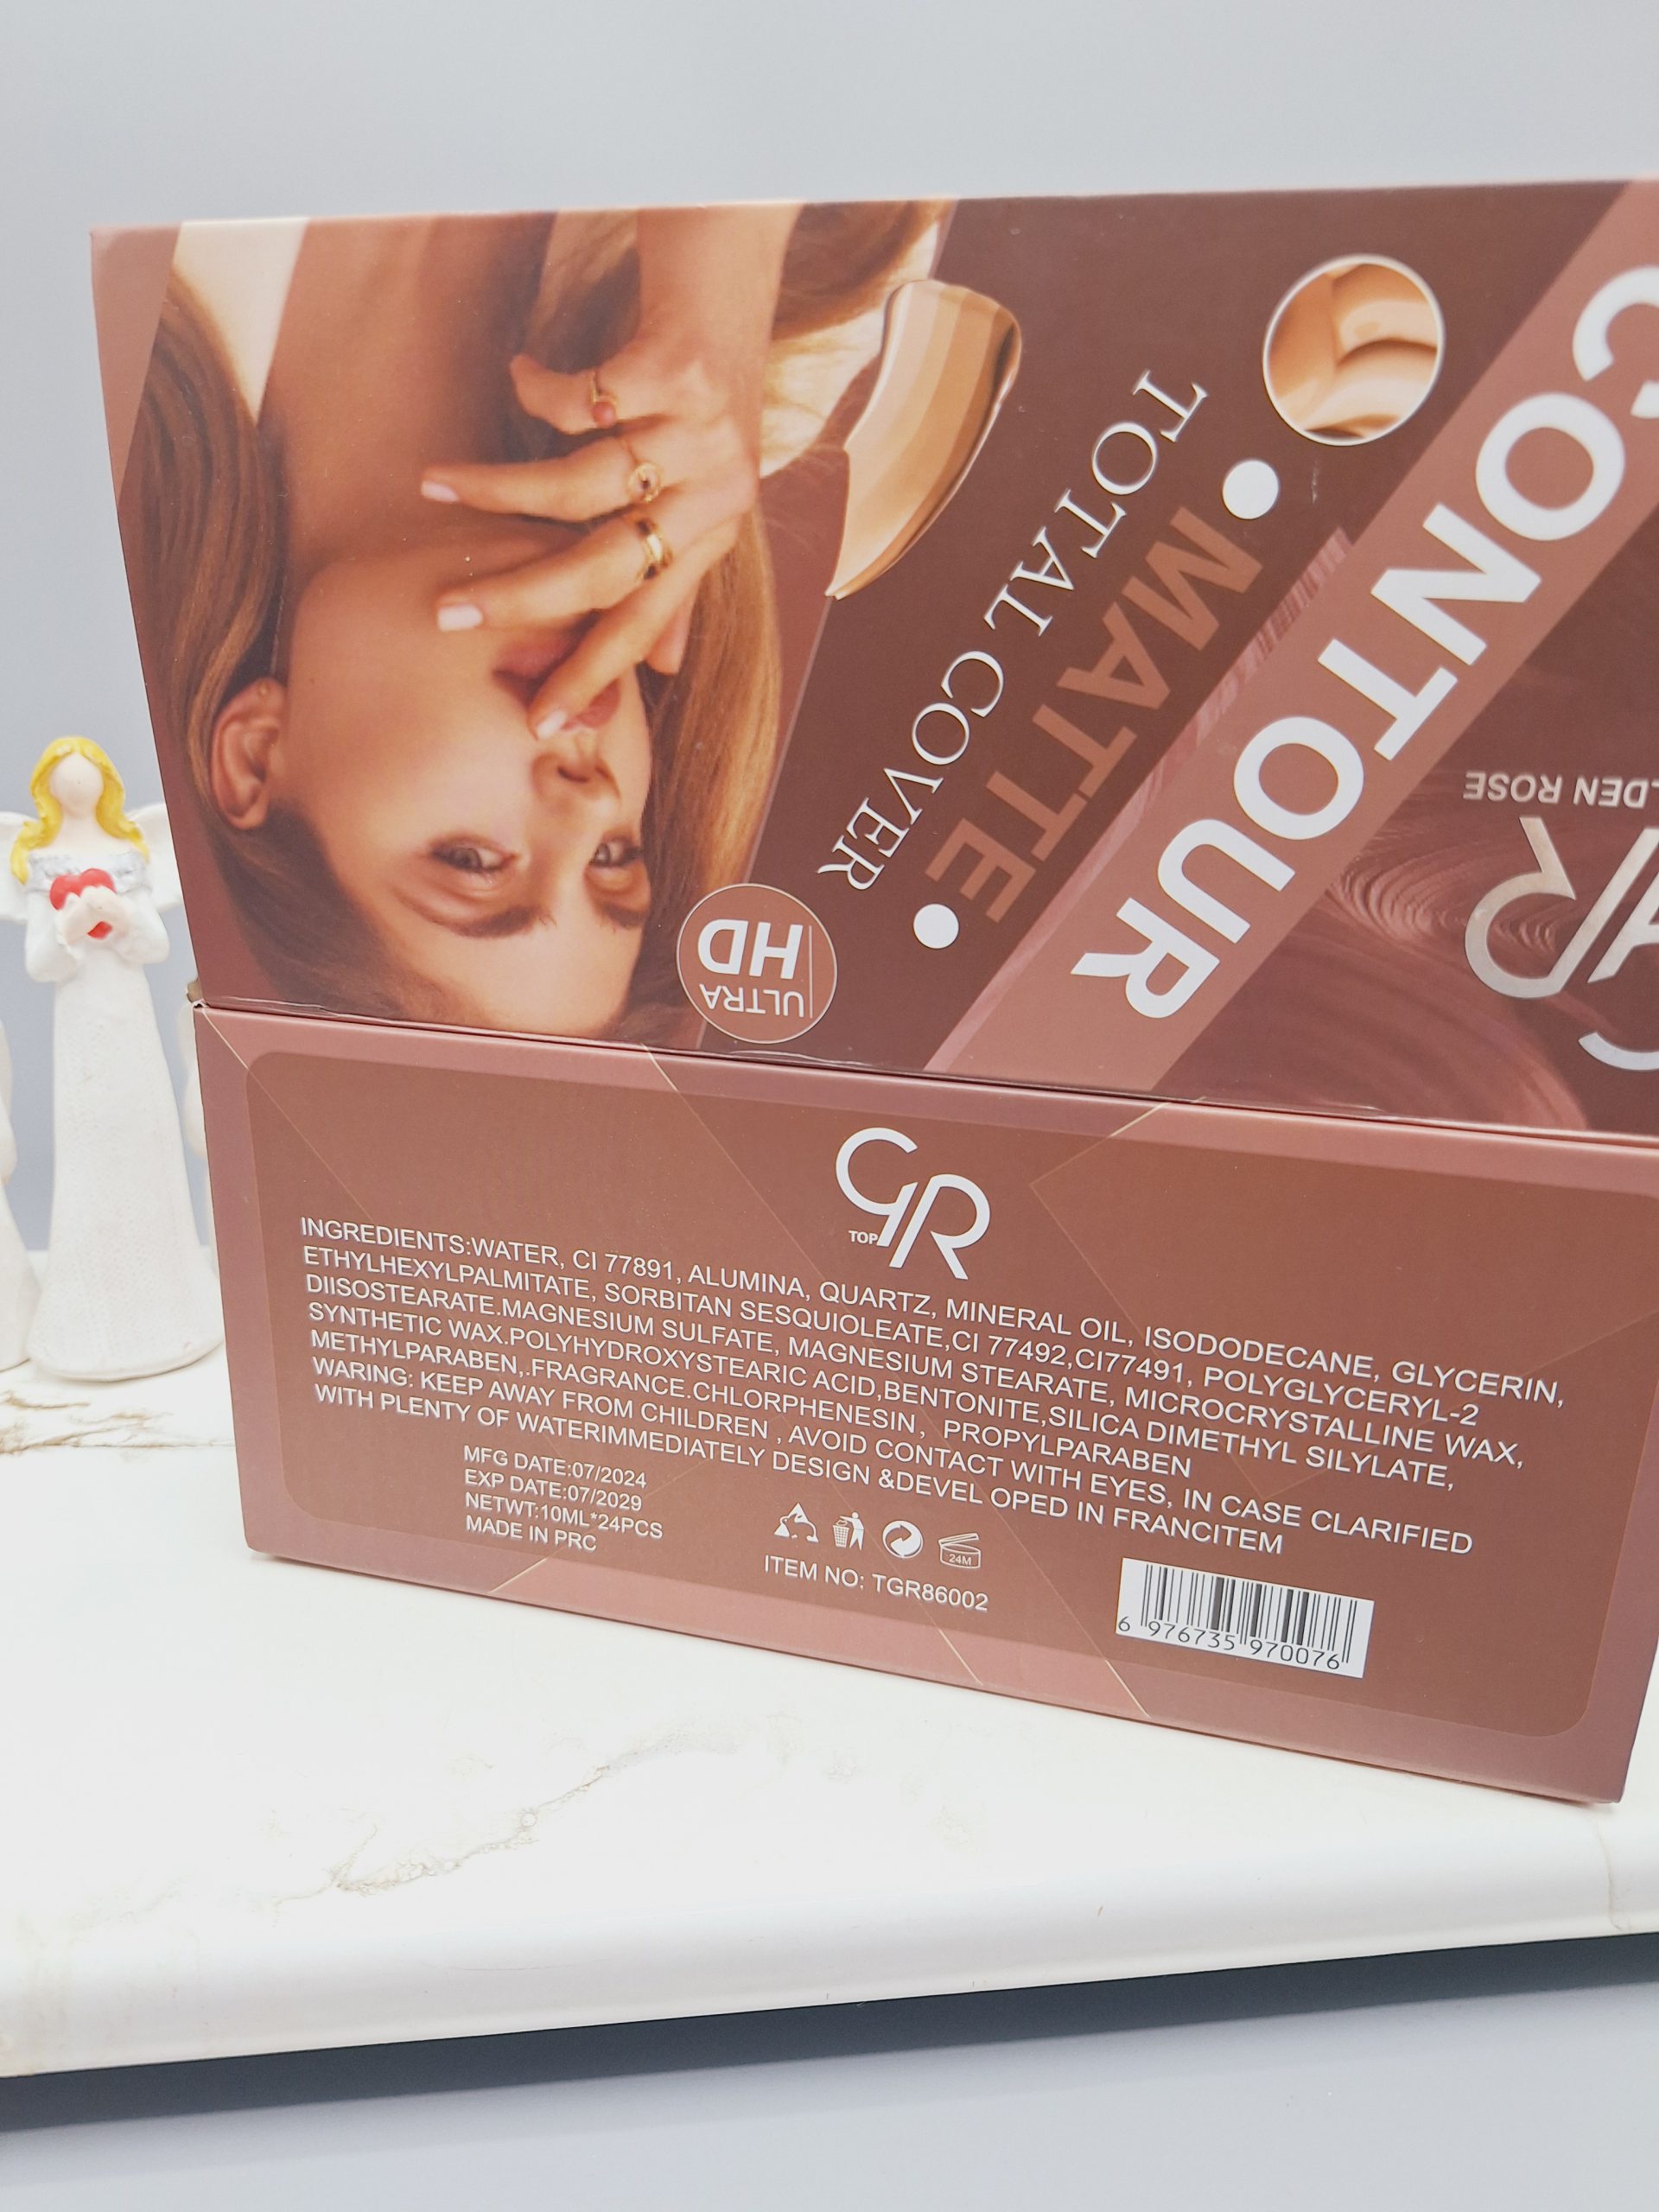 CONTOUR
MATTE
TOTAL COVER
ULTRA
HD
LDEN ROSE
GR
TOP
INGREDIENTS:WATER, CI 77891, ALUMINA, QUARTZ, MINERAL OIL, ISODODECANE, GLYCERIN,
ETHYLHEXYLPALMITATE, SORBITAN SESQUIOLEATE,CI 77492,CI77491, POLYGLYCERYL-2
DIISOSTEARATE.MAGNESIUM SULFATE, MAGNESIUM STEARATE, MICROCRYSTALLINE WAX,
SYNTHETIC WAX.POLYHYDROXYSTEARIC ACID,BENTONITE,SILICA DIMETHYL SILYLATE,
METHYLPARABEN,.FRAGRANCE.CHLORPHENESIN, PROPYLPARABEN
WARING: KEEP AWAY FROM CHILDREN , AVOID CONTACT WITH EYES, IN CASE CLARIFIED
WITH PLENTY OF WATERIMMEDIATELY DESIGN &DEVEL OPED IN FRANCITEM
MFG DATE:07/2024
EXP DATE:07/2029
NETWT:10ML*24PCS
MADE IN PRC
24M
ITEM NO: TGR86002
6 976735 970076